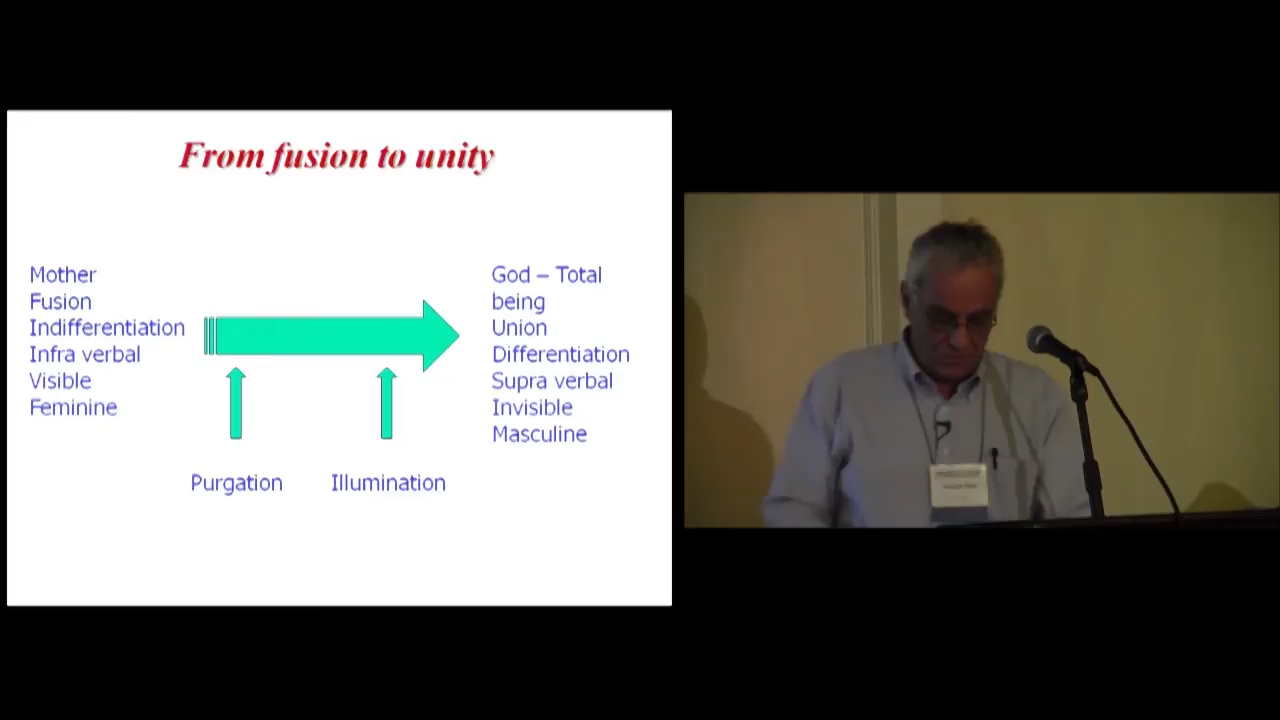 From fusion to unity
Mother
Fusion
Indifferentiation
Infra verbal
Visible
Feminine
God – Total
being
Union
Differentiation
Supra verbal
Invisible
Masculine
Purgation
Illumination